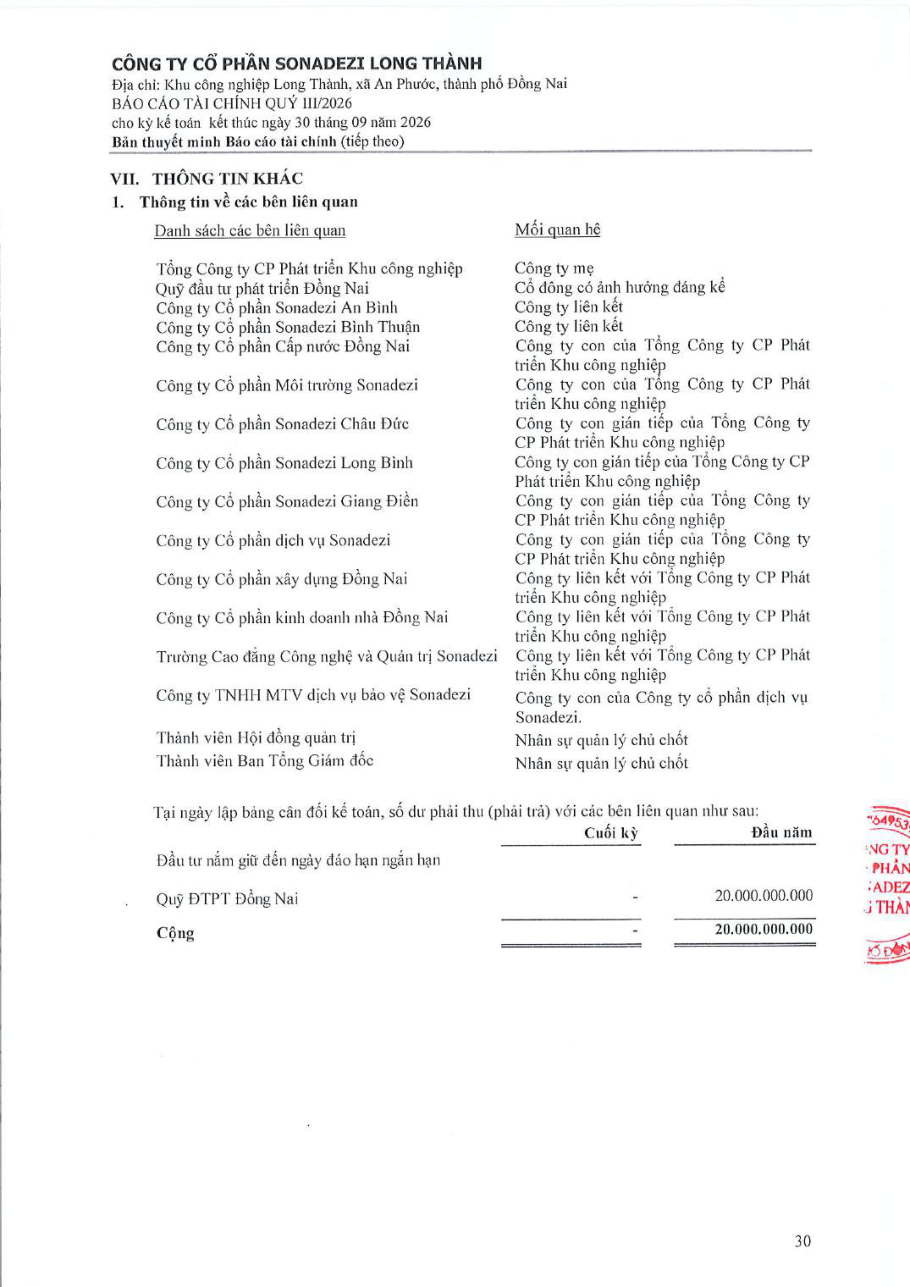 CÔNG TY CỔ PHẦN SONADEZI LONG THÀNH
Địa chỉ: Khu công nghiệp Long Thành, xã An Phước, thành phố Đồng Nai
BÁO CÁO TÀI CHÍNH QUÝ III/2026
cho kỳ kế toán kết thúc ngày 30 tháng 09 năm 2026
Bản thuyết minh Báo cáo tài chính (tiếp theo)
VII. THÔNG TIN KHÁC
1. Thông tin về các bên liên quan
Danh sách các bên liên quan Mối quan hệ
Tổng Công ty CP Phát triển Khu công nghiệp Công ty mẹ
Quỹ đầu tư phát triển Đồng Nai Cổ đông có ảnh hưởng đáng kể
Công ty Cổ phần Sonadezi An Bình Công ty liên kết
Công ty Cổ phần Sonadezi Bình Thuận Công ty liên kết
Công ty Cổ phần Cấp nước Đồng Nai Công ty con của Tổng Công ty CP Phát
triển Khu công nghiệp
Công ty Cổ phần Môi trường Sonadezi Công ty con của Tổng Công ty CP Phát
triển Khu công nghiệp
Công ty Cổ phần Sonadezi Châu Đức Công ty con gián tiếp của Tổng Công ty
CP Phát triển Khu công nghiệp
Công ty Cổ phần Sonadezi Long Bình Công ty con gián tiếp của Tổng Công ty CP
Phát triển Khu công nghiệp
Công ty Cổ phần Sonadezi Giang Điền Công ty con gián tiếp của Tổng Công ty
CP Phát triển Khu công nghiệp
Công ty Cổ phần dịch vụ Sonadezi Công ty con gián tiếp của Tổng Công ty
CP Phát triển Khu công nghiệp
Công ty Cổ phần xây dựng Đồng Nai Công ty liên kết với Tổng Công ty CP Phát
triển Khu công nghiệp
Công ty Cổ phần kinh doanh nhà Đồng Nai Công ty liên kết với Tổng Công ty CP Phát
triển Khu công nghiệp
Trường Cao đẳng Công nghệ và Quản trị Sonadezi Công ty liên kết với Tổng Công ty CP Phát
triển Khu công nghiệp
Công ty TNHH MTV dịch vụ bảo vệ Sonadezi Công ty con của Công ty cổ phần dịch vụ
Sonadezi.
Thành viên Hội đồng quản trị Nhân sự quản lý chủ chốt
Thành viên Ban Tổng Giám đốc Nhân sự quản lý chủ chốt
Tại ngày lập bảng cân đối kế toán, số dư phải thu (phải trả) với các bên liên quan như sau:
Cuối kỳ Đầu năm
Đầu tư nắm giữ đến ngày đáo hạn ngắn hạn
Quỹ ĐTPT Đồng Nai - 20.000.000.000
Cộng - 20.000.000.000
NG TY
PHẦN
ADEZ
THÀN
30